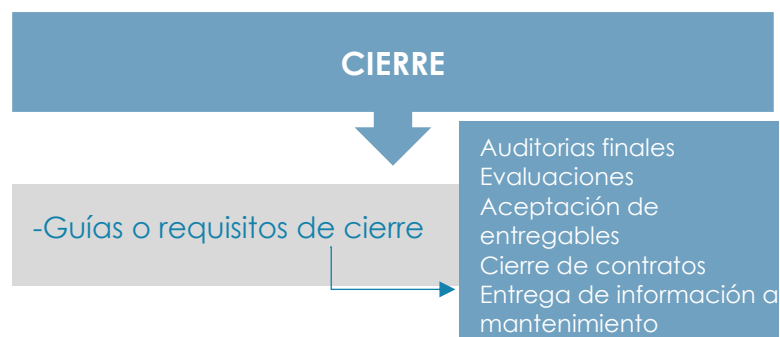 CIERRE
-Guías o requisitos de cierre
Auditorias finales
Evaluaciones
Aceptación de
entregables
Cierre de contratos
Entrega de información a
mantenimiento